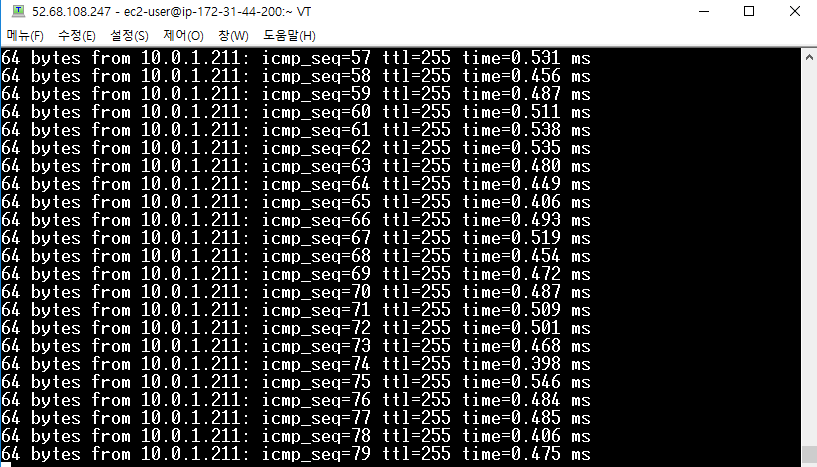 52.68.108.247 - ec2-user@ip-172-31-44-200:~ VT
메뉴(F) 수정(E) 설정(S) 제어(O) 창(W) 도움말(H)
64 bytes from 10.0.1.211: icmp_seq=57 ttl=255 time=0.531 ms
64 bytes from 10.0.1.211: icmp_seq=58 ttl=255 time=0.456 ms
64 bytes from 10.0.1.211: icmp_seq=59 ttl=255 time=0.487 ms
64 bytes from 10.0.1.211: icmp_seq=60 ttl=255 time=0.511 ms
64 bytes from 10.0.1.211: icmp_seq=61 ttl=255 time=0.538 ms
64 bytes from 10.0.1.211: icmp_seq=62 ttl=255 time=0.535 ms
64 bytes from 10.0.1.211: icmp_seq=63 ttl=255 time=0.480 ms
64 bytes from 10.0.1.211: icmp_seq=64 ttl=255 time=0.449 ms
64 bytes from 10.0.1.211: icmp_seq=65 ttl=255 time=0.406 ms
64 bytes from 10.0.1.211: icmp_seq=66 ttl=255 time=0.493 ms
64 bytes from 10.0.1.211: icmp_seq=67 ttl=255 time=0.519 ms
64 bytes from 10.0.1.211: icmp_seq=68 ttl=255 time=0.454 ms
64 bytes from 10.0.1.211: icmp_seq=69 ttl=255 time=0.472 ms
64 bytes from 10.0.1.211: icmp_seq=70 ttl=255 time=0.487 ms
64 bytes from 10.0.1.211: icmp_seq=71 ttl=255 time=0.509 ms
64 bytes from 10.0.1.211: icmp_seq=72 ttl=255 time=0.501 ms
64 bytes from 10.0.1.211: icmp_seq=73 ttl=255 time=0.468 ms
64 bytes from 10.0.1.211: icmp_seq=74 ttl=255 time=0.398 ms
64 bytes from 10.0.1.211: icmp_seq=75 ttl=255 time=0.546 ms
64 bytes from 10.0.1.211: icmp_seq=76 ttl=255 time=0.484 ms
64 bytes from 10.0.1.211: icmp_seq=77 ttl=255 time=0.485 ms
64 bytes from 10.0.1.211: icmp_seq=78 ttl=255 time=0.406 ms
64 bytes from 10.0.1.211: icmp_seq=79 ttl=255 time=0.475 ms